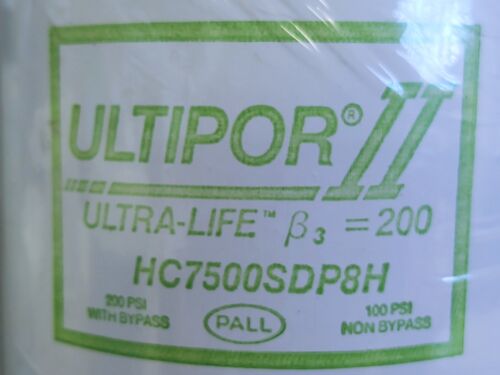 ULTIPOR® II
ULTRA-LIFE™ β₃ = 200
HC7500SDP8H
200 PSI
WITH BYPASS
PALL
100 PSI
NON BYPASS